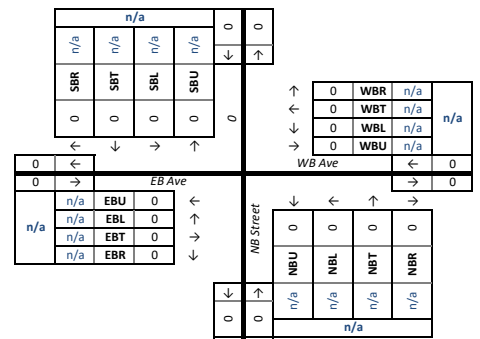 n/a
n/a n/a n/a n/a
SBR SBT SBL SBU
0 0 0 0
← ↓ → ↑
0 0
↓ ↑
0
↑ 0 WBR n/a
← 0 WBT n/a
↓ 0 WBL n/a
→ 0 WBU n/a
n/a
0 ←
WB Ave
← 0
0 →
EB Ave
→ 0
n/a
n/a EBU 0 ←
n/a EBL 0 ↑
n/a EBT 0 →
n/a EBR 0 ↓
NB Street
↓ ← ↑ →
0 0 0 0
NBU NBL NBT NBR
n/a n/a n/a n/a
n/a
↓ ↑
0 0